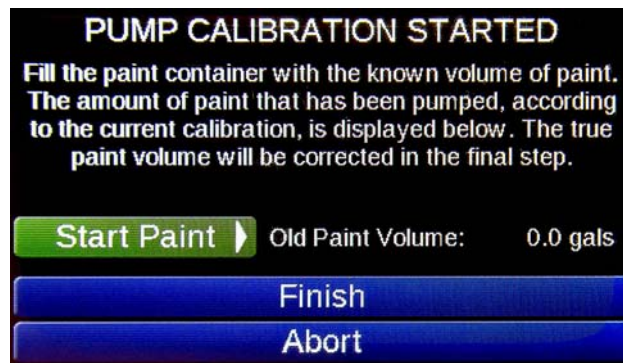 PUMP CALIBRATION STARTED
Fill the paint container with the known volume of paint.
The amount of paint that has been pumped, according
to the current calibration, is displayed below. The true
paint volume will be corrected in the final step.
Start Paint Old Paint Volume: 0.0 gals
Finish
Abort